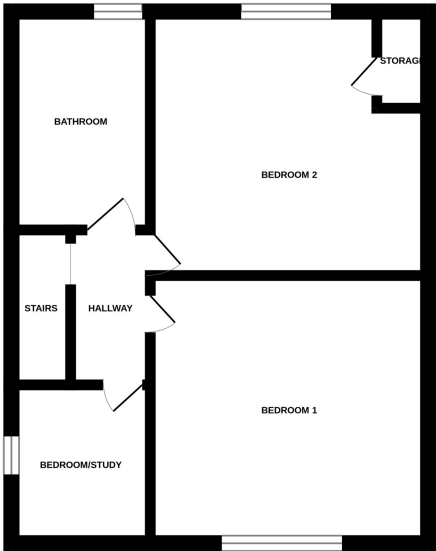 STORAGE
BATHROOM
BEDROOM 2
STAIRS
HALLWAY
BEDROOM 1
BEDROOM/STUDY